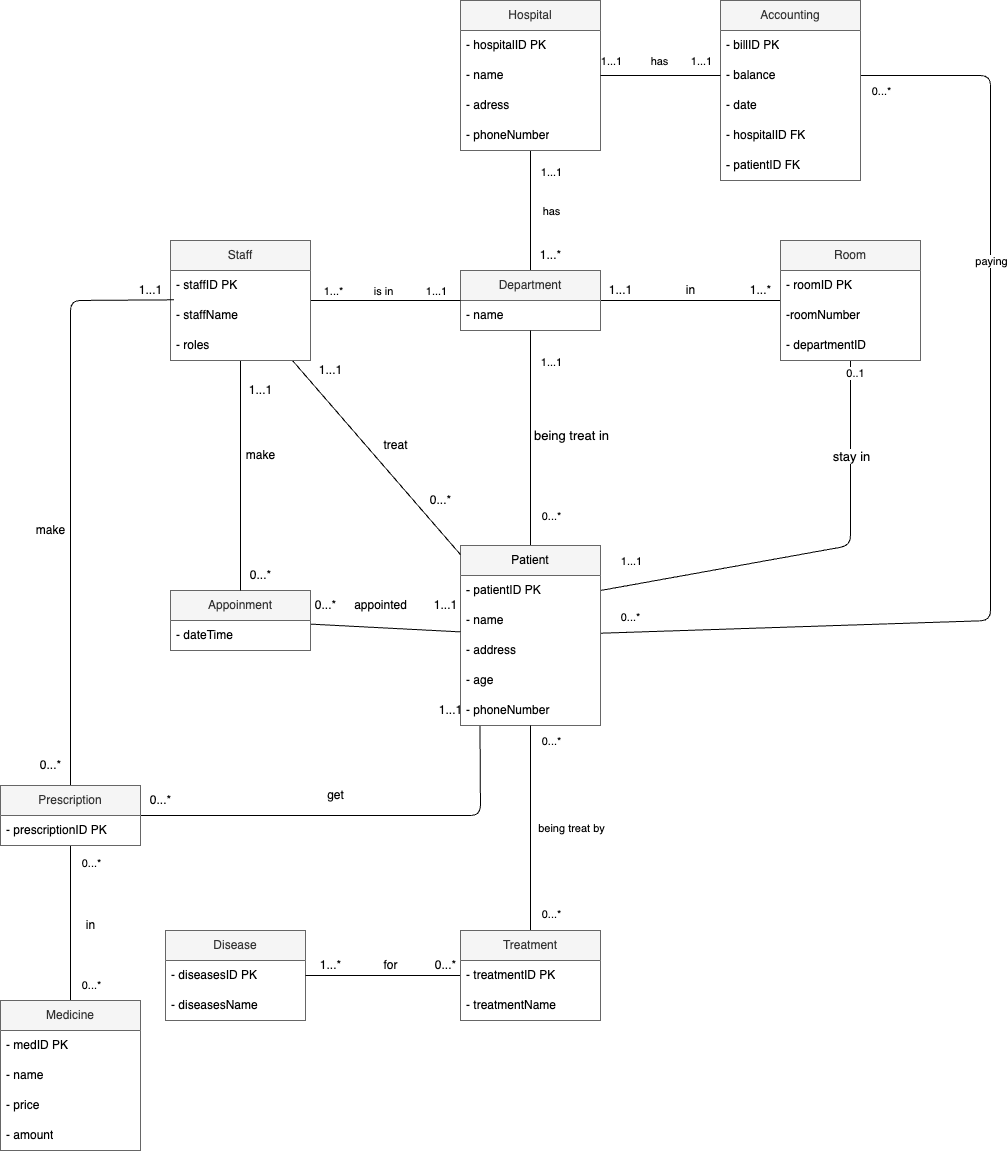 Hospital
- hospitalID PK
- name
- adress
- phoneNumber
1...1
has
1...1
Accounting
- billID PK
- balance
- date
- hospitalID FK
- patientID FK
0...*
paying
1...1
has
1...*
Staff
- staffID PK
- staffName
- roles
1...*
is in
1...1
Department
- name
1...1
in
1...*
Room
- roomID PK
-roomNumber
- departmentID
1...1
make
0...*
1...1
make
0...*
1...1
treat
0...*
1...1
being treat in
0...*
0..1
stay in
1...1
0...*
Appoinment
- dateTime
0...*
appointed
1...1
Patient
- patientID PK
- name
- address
- age
- phoneNumber
1...1
get
0...*
Prescription
- prescriptionID PK
0...*
in
0...*
0...*
being treat by
0...*
Disease
- diseasesID PK
- diseasesName
1...*
for
0...*
Treatment
- treatmentID PK
- treatmentName
Medicine
- medID PK
- name
- price
- amount